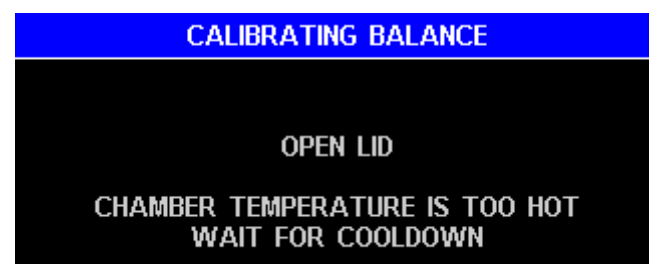 CALIBRATING BALANCE
OPEN LID
CHAMBER TEMPERATURE IS TOO HOT
WAIT FOR COOLDOWN